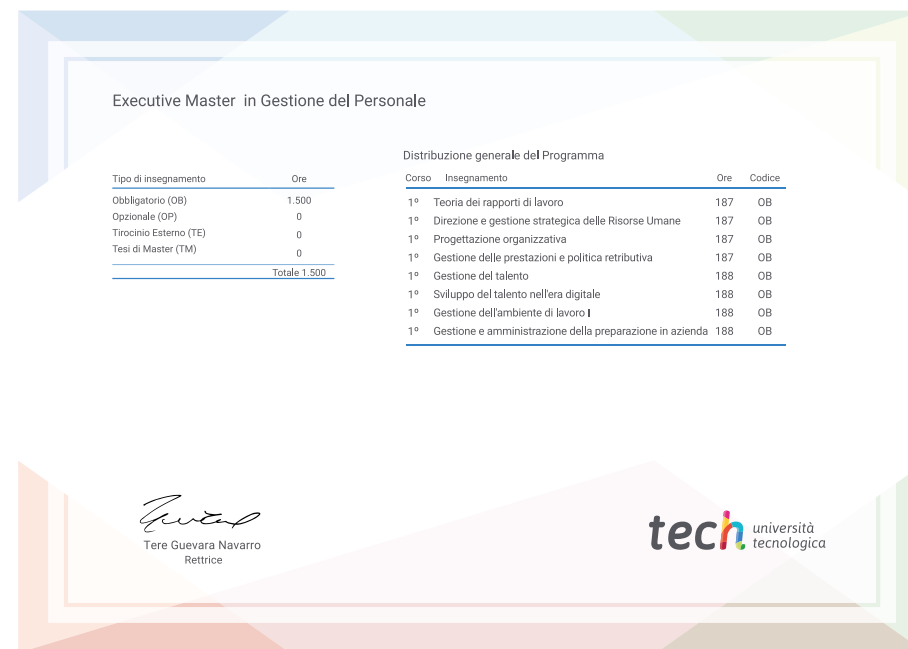 Executive Master in Gestione del Personale
Tipo di insegnamento Ore
Obbligatorio (OB) 1.500
Opzionale (OP) 0
Tirocinio Esterno (TE) 0
Tesi di Master (TM) 0
Totale 1.500
Distribuzione generale del Programma
Corso Insegnamento Ore Codice
1º Teoria dei rapporti di lavoro 187 OB
1º Direzione e gestione strategica delle Risorse Umane 187 OB
1º Progettazione organizzativa 187 OB
1º Gestione delle prestazioni e politica retributiva 187 OB
1º Gestione del talento 188 OB
1º Sviluppo del talento nell'era digitale 188 OB
1º Gestione dell'ambiente di lavoro I 188 OB
1º Gestione e amministrazione della preparazione in azienda 188 OB
Tere Guevara Navarro
Rettrice
tech università
tecnologica